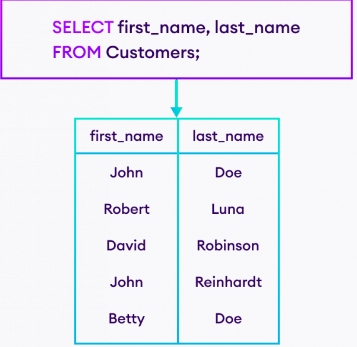 SELECT first_name, last_name
FROM Customers;
first_name last_name
John Doe
Robert Luna
David Robinson
John Reinhardt
Betty Doe